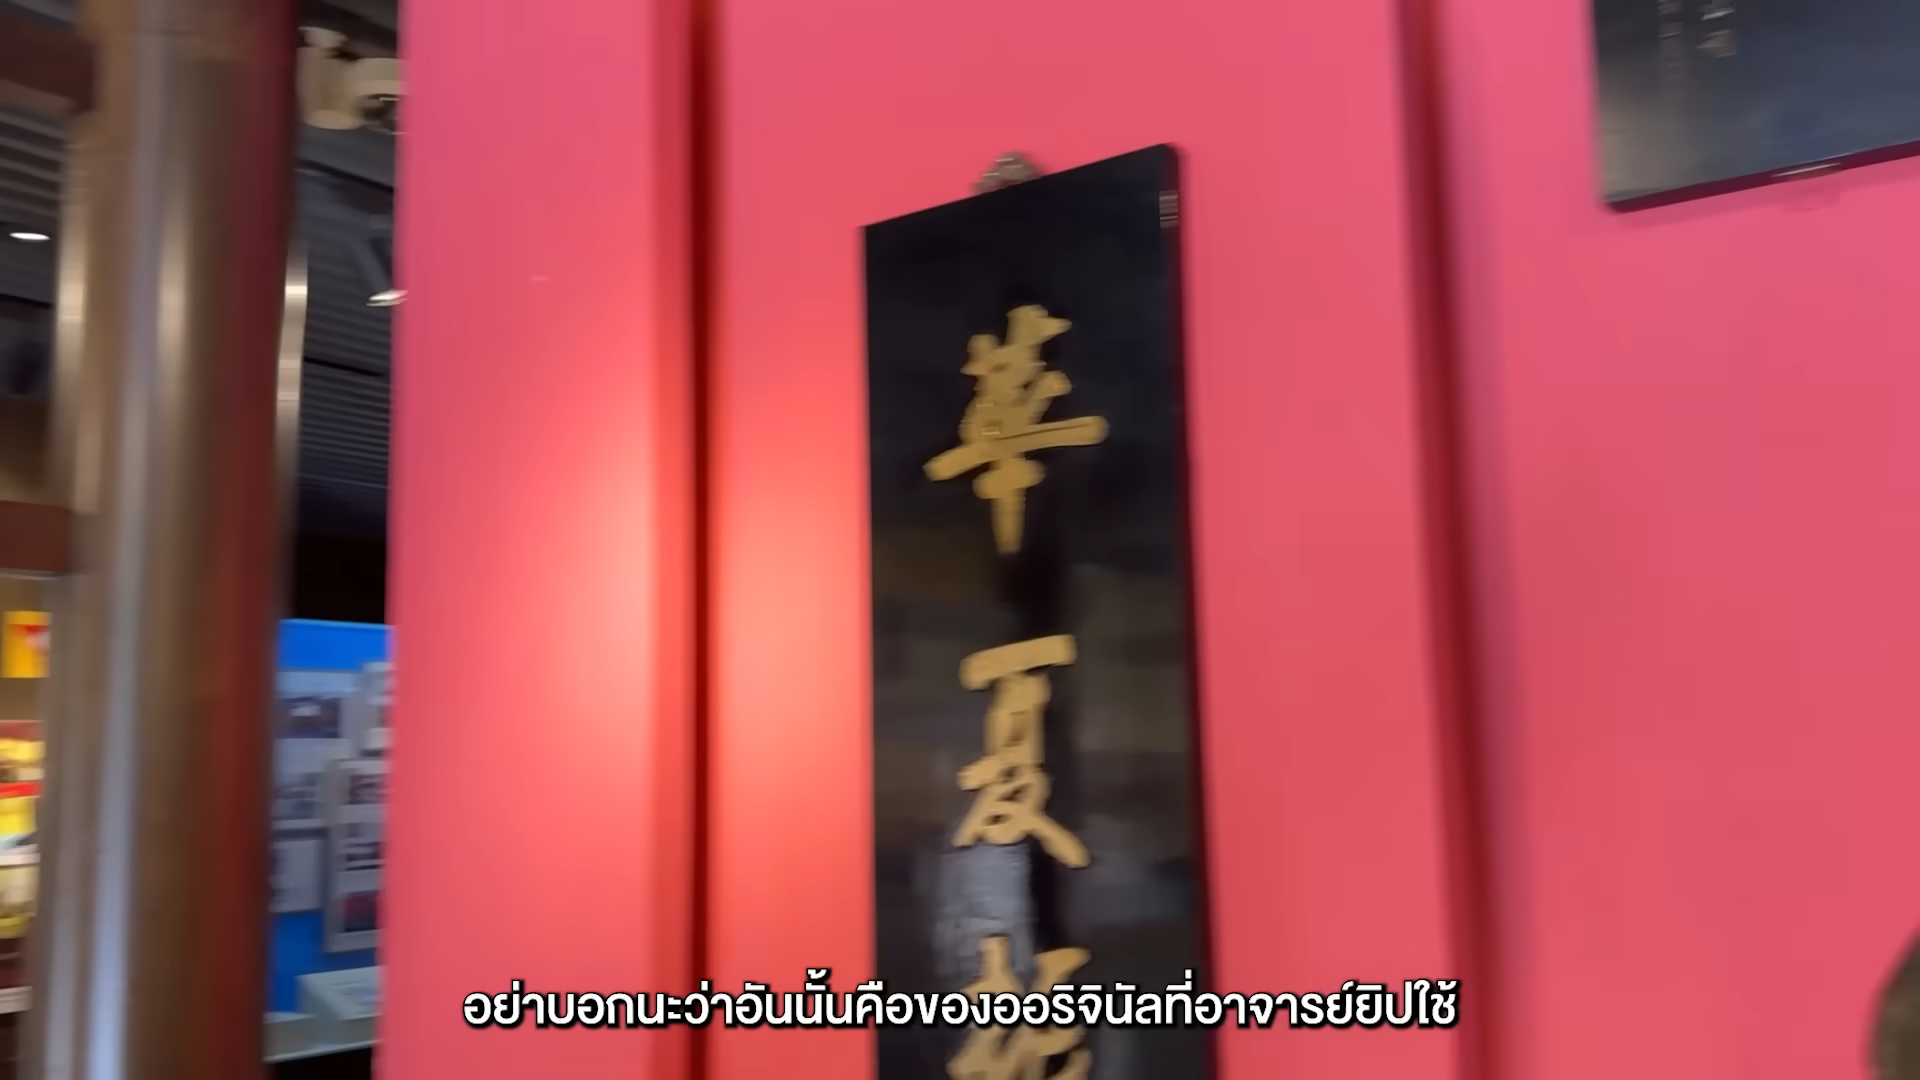 華
夏
อย่าบอกนะว่าอันนั้นคือของออริจินัลที่อาจารย์ยิปใช้